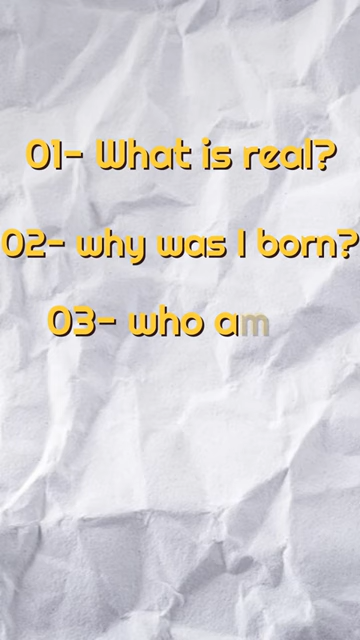 01- What is real?
02- why was I born?
03- who am